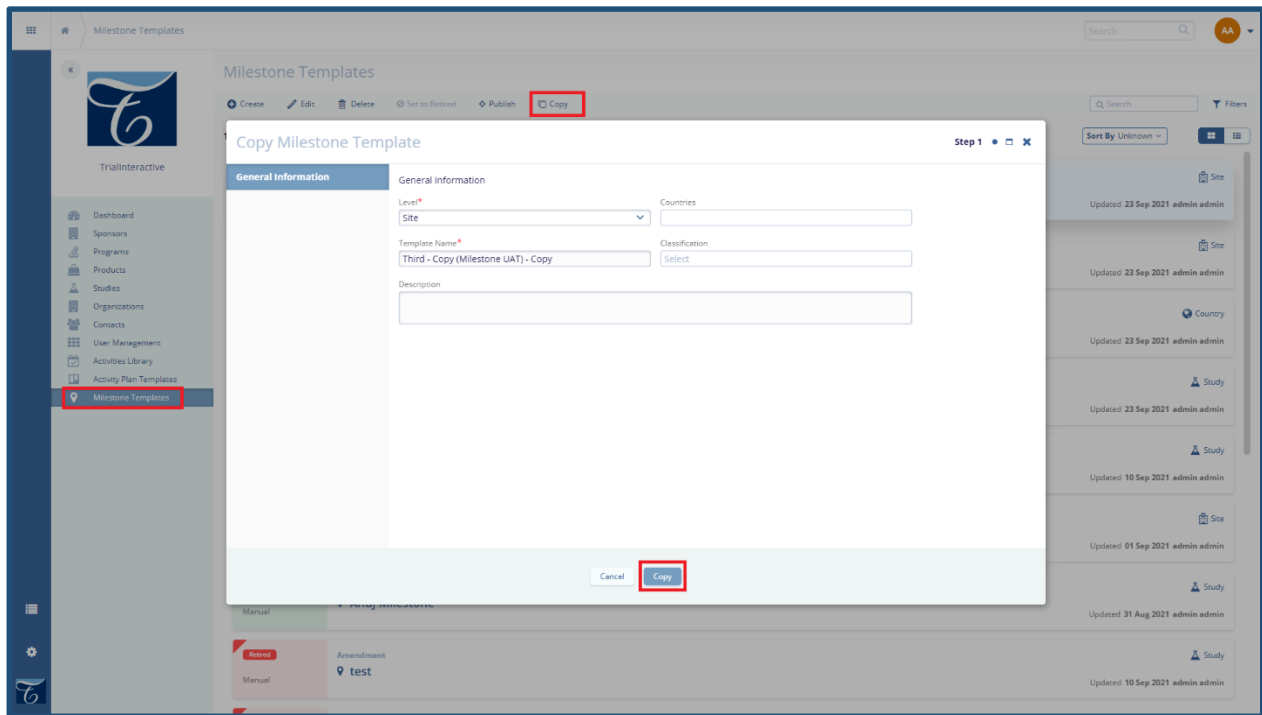 Milestone Templates
Search
AA
Trialinteractive
Dashboard
Sponsors
Programs
Products
Studies
Organizations
Contacts
User Management
Activities Library
Activity Plan Templates
Milestone Templates
Milestone Templates
Create Edit Delete Set to Retired Publish Copy
Search Filters
Sort By Unknown
Copy Milestone Template
Step 1
General Information
General Information
Level*
Countries
Site
Template Name*
Classification
Third - Copy (Milestone UAT) - Copy
Select
Description
Cancel Copy
Site
Updated 23 Sep 2021 admin admin
Site
Updated 23 Sep 2021 admin admin
Country
Updated 23 Sep 2021 admin admin
Study
Updated 23 Sep 2021 admin admin
Study
Updated 10 Sep 2021 admin admin
Site
Updated 01 Sep 2021 admin admin
Study
Manual
Updated 31 Aug 2021 admin admin
Retired
Amendment
Study
test
Manual
Updated 10 Sep 2021 admin admin